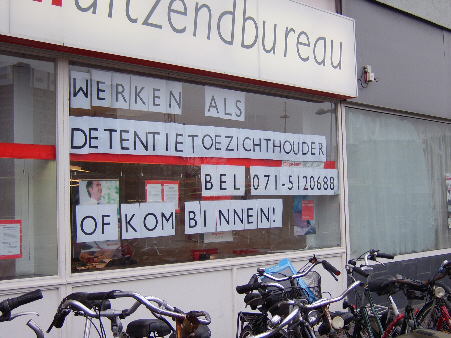 uitzendbureau
WERKEN ALS
DETENTIETOEZICHTHOUDER
BEL 071-5120688
OF KOM BINNEN!